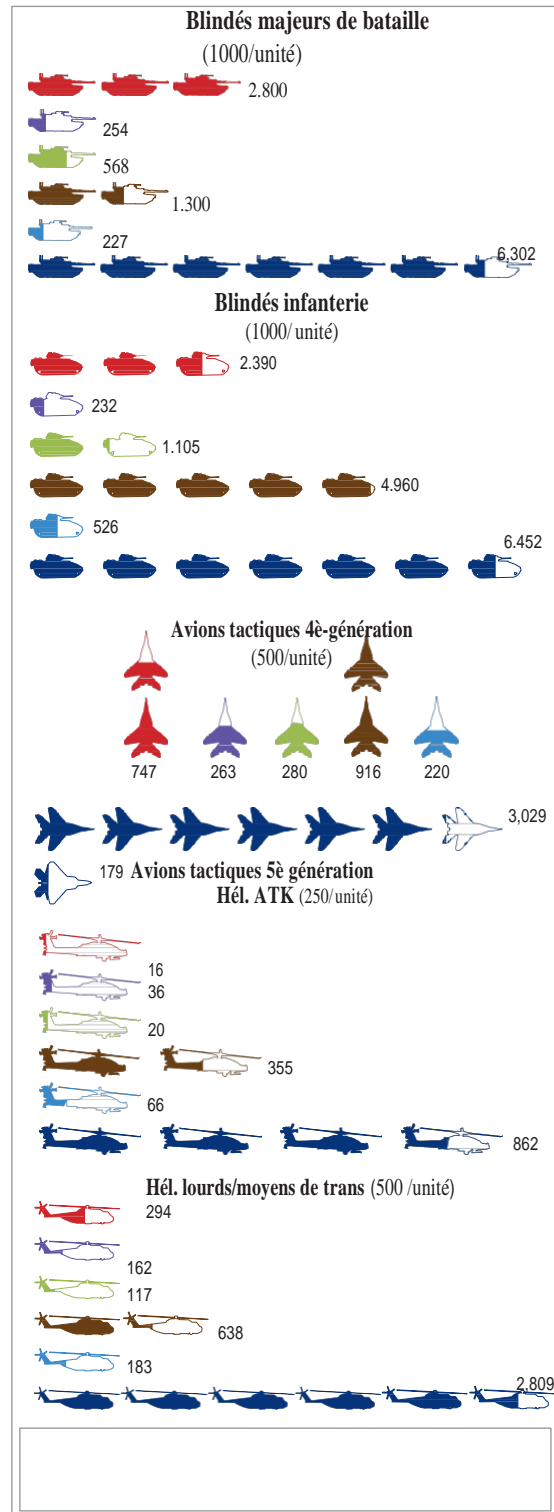 Blindés majeurs de bataille
(1000/unité)
2.800
254
568
1.300
227
6,302
Blindés infanterie
(1000/ unité)
2.390
232
1.105
4.960
526
6.452
Avions tactiques 4è-génération
(500/unité)
747 263 280 916 220
3,029
179 Avions tactiques 5è génération
Hél. ATK (250/unité)
16
36
20
355
66
862
Hél. lourds/moyens de trans (500 /unité)
294
162
117
638
183
2,809